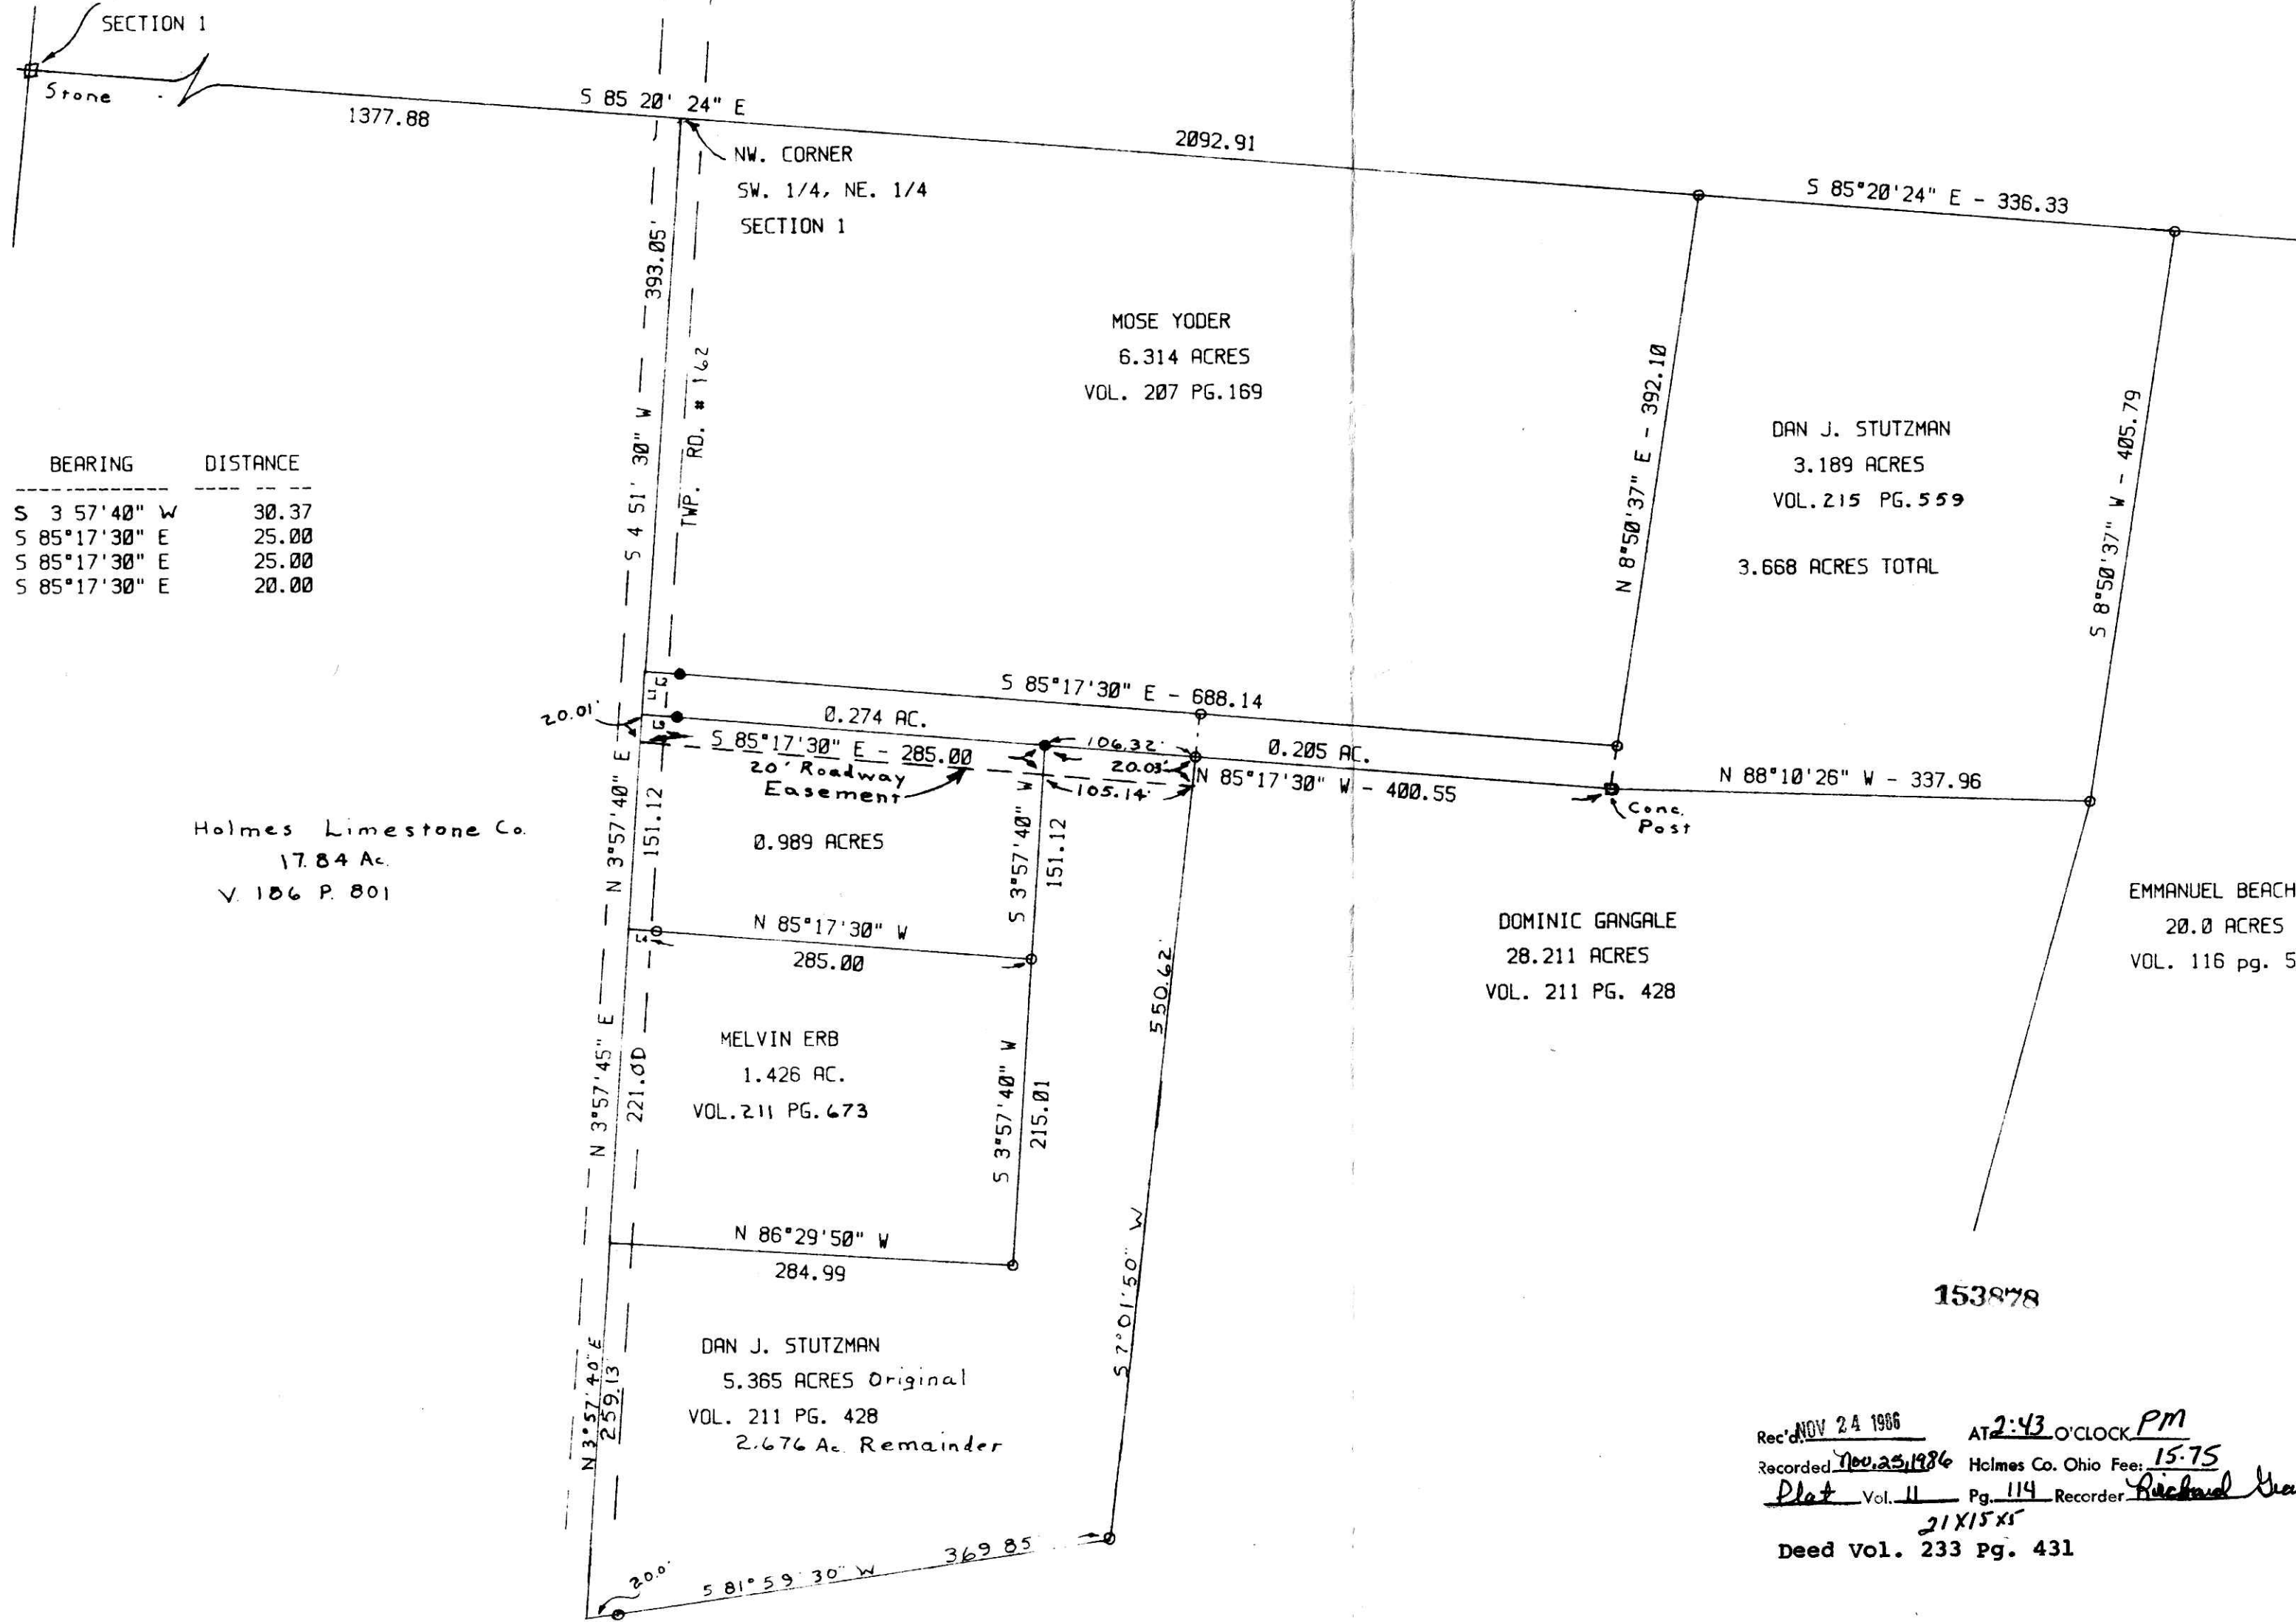 SECTION 1
Stone
1377.88
S 85 20' 24" E
2092.91
S 85°20'24" E - 336.33
NW. CORNER
SW. 1/4, NE. 1/4
SECTION 1
393.05'
S 4 51' 30" W
TWP. RD. # 162
MOSE YODER
6.314 ACRES
VOL. 207 PG.169
N 8°50'37" E - 392.10
DAN J. STUTZMAN
3.189 ACRES
VOL.215 PG.559
3.668 ACRES TOTAL
S 8°50'37" W - 405.79
BEARING DISTANCE
S 3 57'40" W 30.37
S 85°17'30" E 25.00
S 85°17'30" E 25.00
S 85°17'30" E 20.00
L1
L2
L3
20.01'
S 85°17'30" E - 688.14
0.274 AC.
S 85°17'30" E - 285.00
20' Roadway
Easement
106.32'
20.03'
105.14'
0.205 AC.
N 85°17'30" W - 400.55
N 88°10'26" W - 337.96
Conc.
Post
Holmes Limestone Co.
17.84 Ac.
V. 186 P. 801
N 3°57'40" E
151.12
0.989 ACRES
S 3°57'40" W
151.12
L4
N 85°17'30" W
285.00
DOMINIC GANGALE
28.211 ACRES
VOL. 211 PG. 428
EMMANUEL BEACH
20.0 ACRES
VOL. 116 pg. 5
550.62'
S 7°01'50" W
N 3°57'45" E
221.00
MELVIN ERB
1.426 AC.
VOL.211 PG.673
S 3°57'40" W
215.01
N 86°29'50" W
284.99
153878
N 3°57'40" E
259.13'
DAN J. STUTZMAN
5.365 ACRES Original
VOL. 211 PG. 428
2.676 Ac. Remainder
20.0'
S 81°59'30" W
369.85
Rec'd NOV 24 1986 AT 2:43 O'CLOCK PM
Recorded Nov. 25, 1986 Holmes Co. Ohio Fee: 15.75
Plat Vol. 11 Pg. 114 Recorder Richard
21X15X5
Deed Vol. 233 Pg. 431